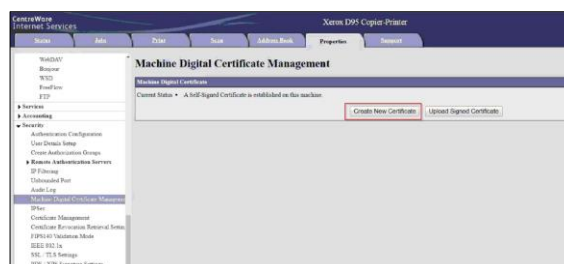 CentreWare
Internet Services
Xerox D95 Copier-Printer
Status
Jobs
Print
Scan
Address Book
Properties
Support
WebDAV
Bonjour
WSD
FreeFlow
FTP
Services
Accounting
Security
Authentication Configuration
User Details Setup
Create Authorization Groups
Remote Authentication Servers
IP Filtering
Unbounded Port
Audit Log
Machine Digital Certificate Management
IPSec
Certificate Management
Certificate Revocation Retrieval Settings
FIPS140 Validation Mode
IEEE 802.1x
SSL / TLS Settings
Machine Digital Certificate Management
Machine Digital Certificate
Current Status • A Self-Signed Certificate is established on this machine.
Create New Certificate
Upload Signed Certificate